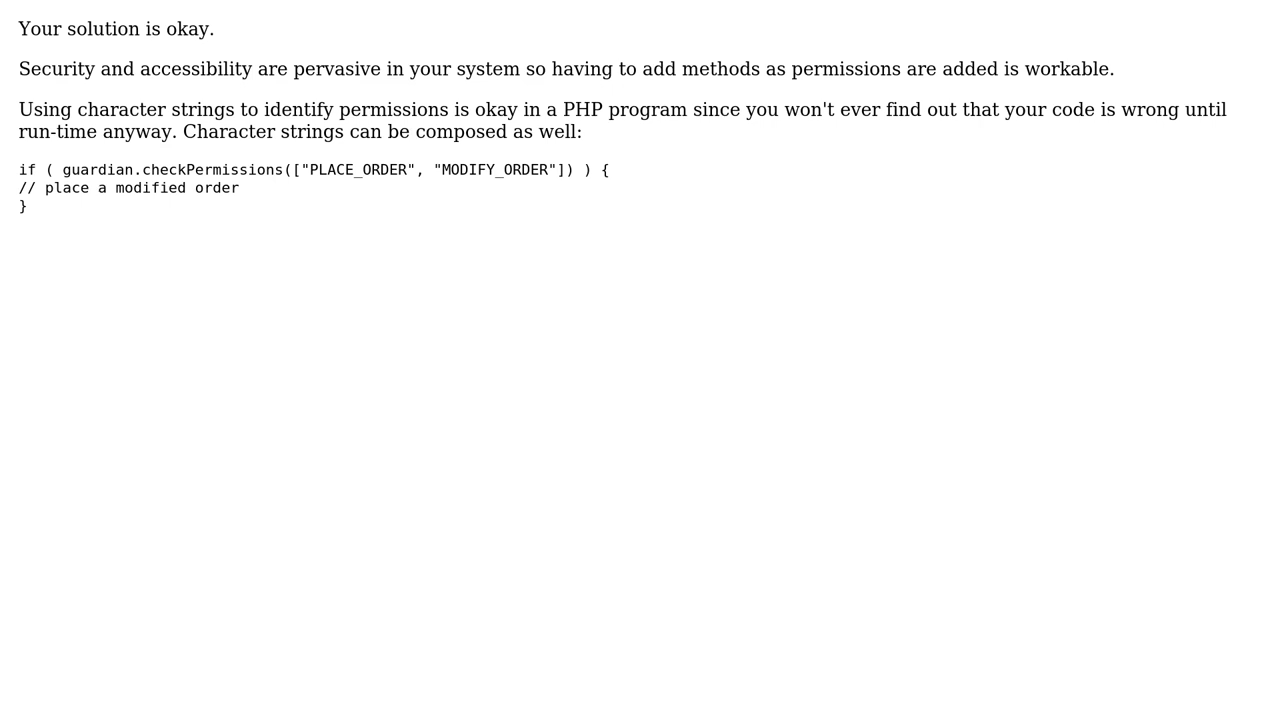 Your solution is okay.
Security and accessibility are pervasive in your system so having to add methods as permissions are added is workable.
Using character strings to identify permissions is okay in a PHP program since you won't ever find out that your code is wrong until
run-time anyway. Character strings can be composed as well:
if ( guardian.checkPermissions(["PLACE_ORDER", "MODIFY_ORDER"]) ) {
// place a modified order
}